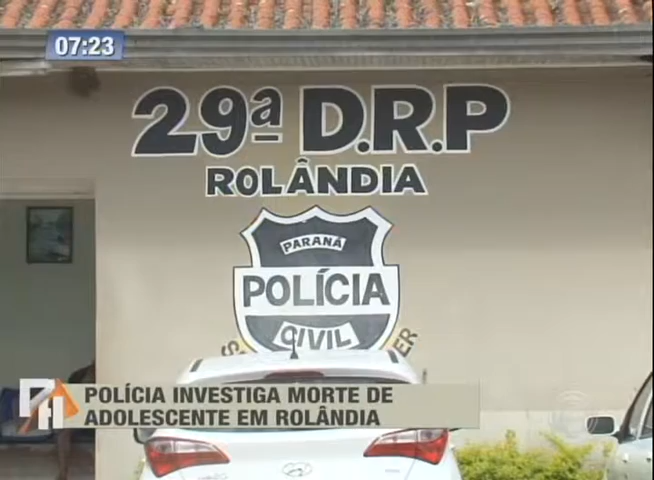 07:23
29ª D.R.P
ROLÂNDIA
PARANÁ
POLÍCIA
CIVIL
POLÍCIA INVESTIGA MORTE DE
ADOLESCENTE EM ROLÂNDIA